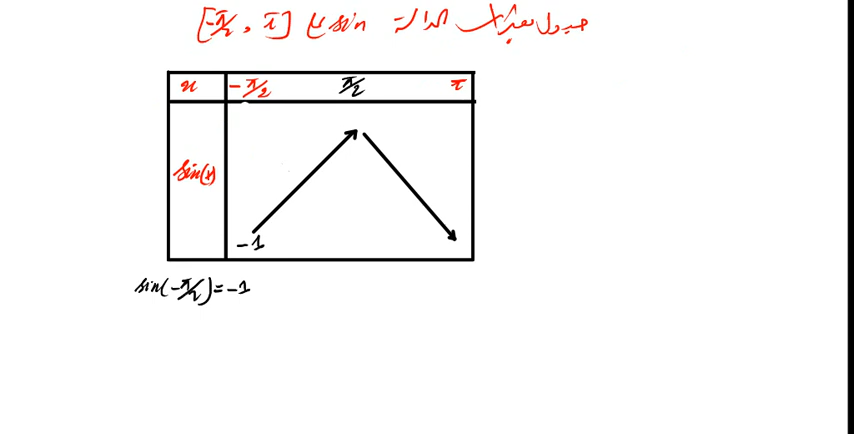 جدول تغيرات الدالة sin على [-π/2, π]
x -π/2 π/2 π
sin(x)
-1
sin(-π/2)=-1